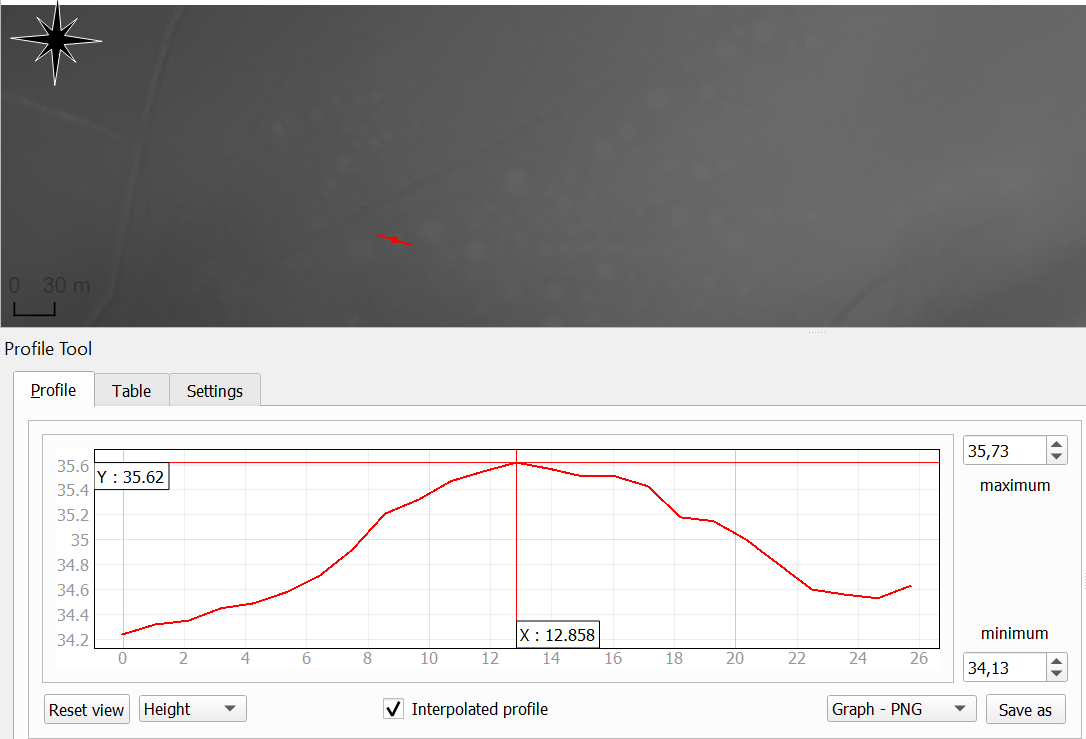 0 30 m
Profile Tool
Profile Table Settings
35.6
35.4
35.2
35
34.8
34.6
34.4
34.2
Y : 35.62
X : 12.858
0 2 4 6 8 10 12 14 16 18 20 22 24 26
35,73
maximum
minimum
34,13
Reset view Height Interpolated profile Graph - PNG Save as